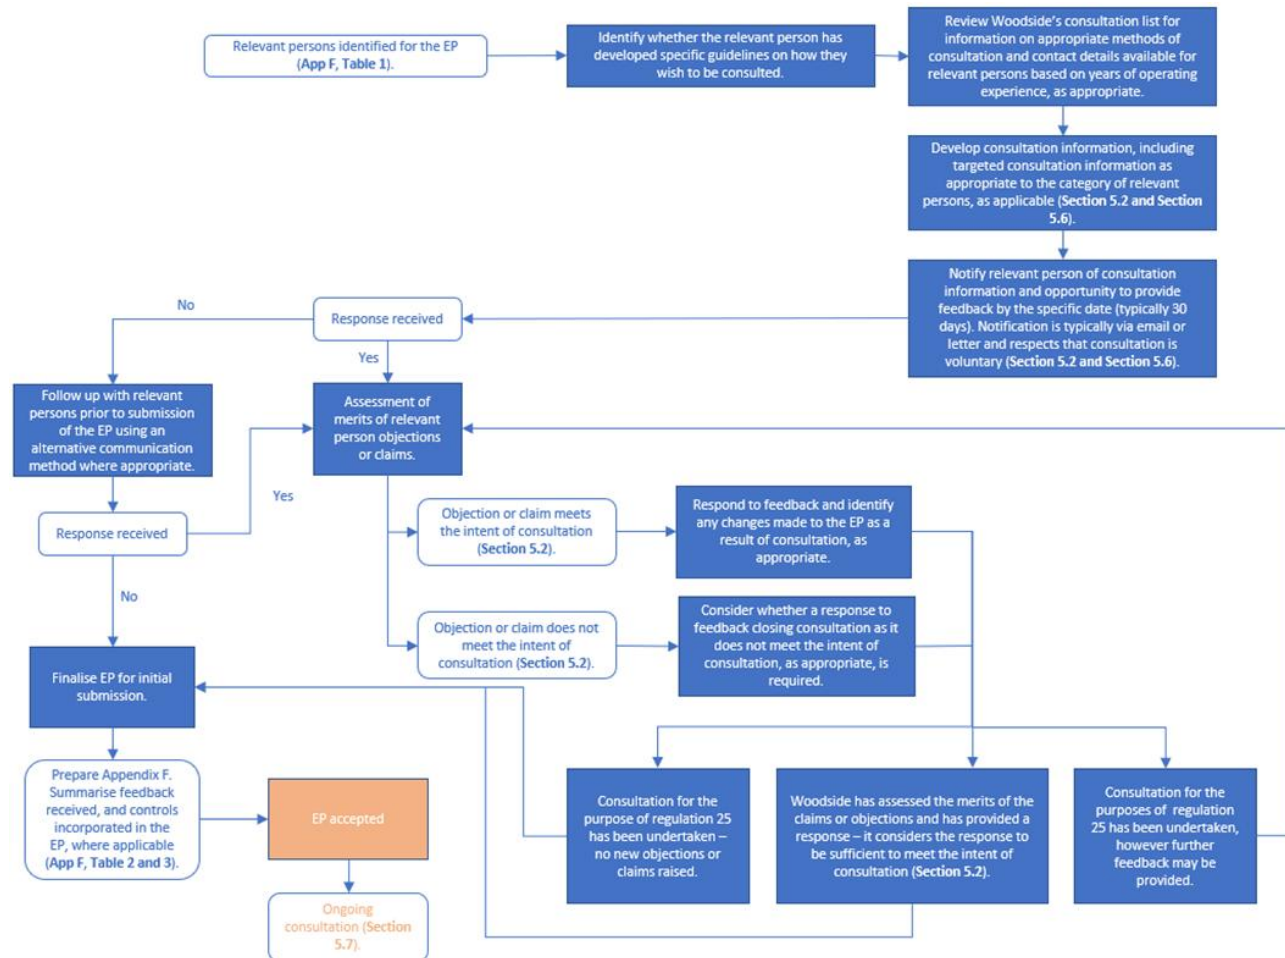 Relevant persons identified for the EP
(App F, Table 1).
Identify whether the relevant person has
developed specific guidelines on how they
wish to be consulted.
Review Woodside's consultation list for
information on appropriate methods of
consultation and contact details available for
relevant persons based on years of operating
experience, as appropriate.
Develop consultation information, including
targeted consultation information as
appropriate to the category of relevant
persons, as applicable (Section 5.2 and Section
5.6).
Notify relevant person of consultation
information and opportunity to provide
feedback by the specific date (typically 30
days). Notification is typically via email or
letter and respects that consultation is
voluntary (Section 5.2 and Section 5.6).
No
Response received
Yes
Follow up with relevant
persons prior to submission
of the EP using an
alternative communication
method where appropriate.
Assessment of
merits of relevant
person objections
or claims.
Yes
Response received
No
Objection or claim meets
the intent of consultation
(Section 5.2).
Respond to feedback and identify
any changes made to the EP as a
result of consultation, as
appropriate.
Objection or claim does not
meet the intent of
consultation (Section 5.2).
Consider whether a response to
feedback closing consultation as it
does not meet the intent of
consultation, as appropriate, is
required.
Finalise EP for initial
submission.
Prepare Appendix F.
Summarise feedback
received, and controls
incorporated in the
EP, where applicable
(App F, Table 2 and 3).
EP accepted
Ongoing
consultation (Section
5.7).
Consultation for the
purpose of regulation 25
has been undertaken –
no new objections or
claims raised.
Woodside has assessed the merits of the
claims or objections and has provided a
response – it considers the response to
be sufficient to meet the intent of
consultation (Section 5.2).
Consultation for the
purposes of regulation
25 has been undertaken,
however further
feedback may be
provided.